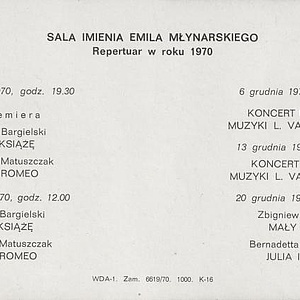 SALA IMIENIA EMILA MŁYNARSKIEGO
Repertuar w roku 1970
70, godz. 19.30
emiera
Bargielski
KSIĄŻĘ
Matuszczak
ROMEO
70, godz. 12.00
Bargielski
KSIĄŻĘ
Matuszczak
ROMEO
6 grudnia 197
KONCERT
MUZYKI L. VA
13 grudnia 197
KONCERT
MUZYKI L. VA
20 grudnia 19
Zbigniew
MAŁY
Bernadetta
JULIA I
WDA-1. Zam. 6619/70. 1000. K-16